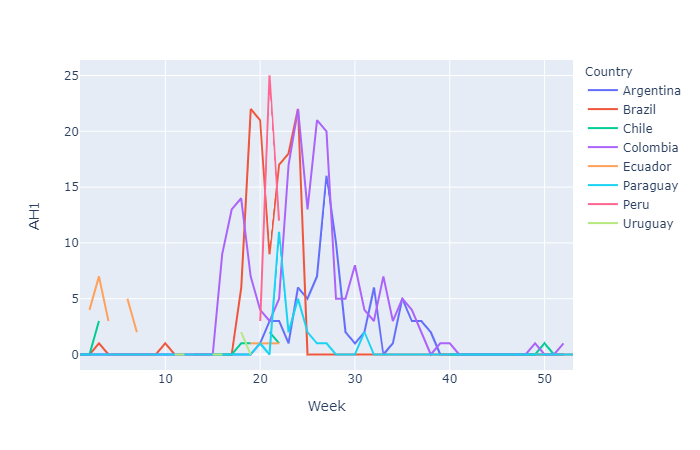 Country
Argentina
Brazil
Chile
Colombia
Ecuador
Paraguay
Peru
Uruguay
25
20
15
10
5
0
AH1
10
20
30
40
50
Week